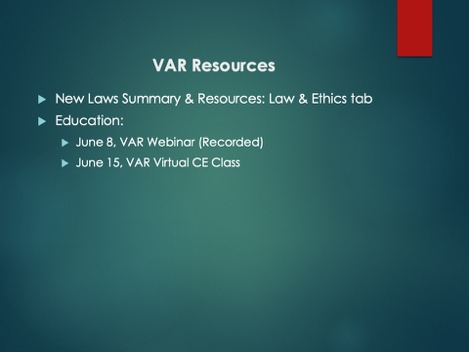 VAR Resources
New Laws Summary & Resources: Law & Ethics tab
Education:
June 8, VAR Webinar (Recorded)
June 15, VAR Virtual CE Class